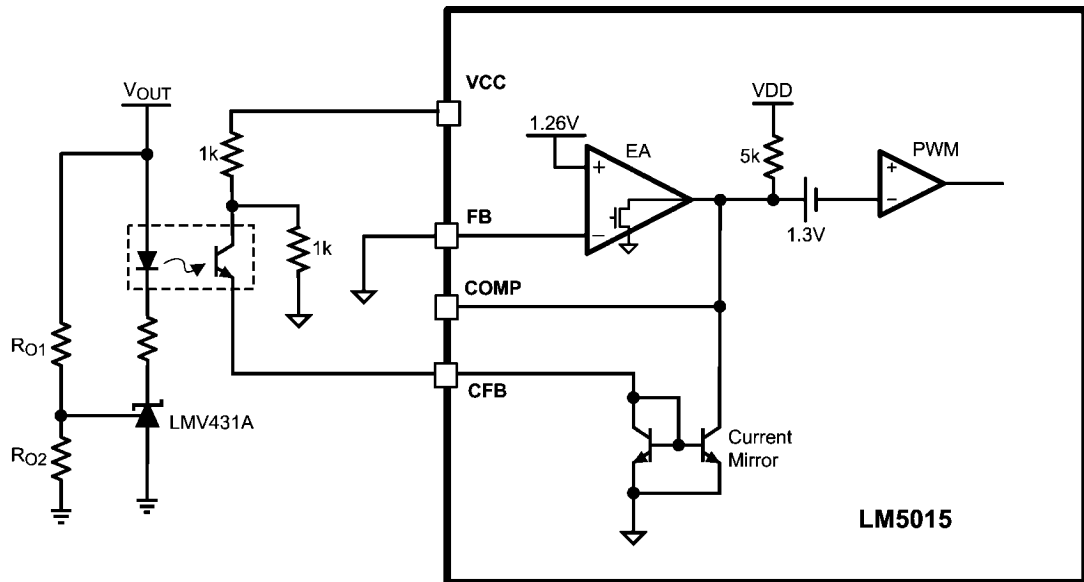 VOUT
1k
1k
RO1
RO2
LMV431A
VCC
FB
COMP
CFB
1.26V
EA
+
−
VDD
5k
1.3V
PWM
+
−
Current
Mirror
LM5015